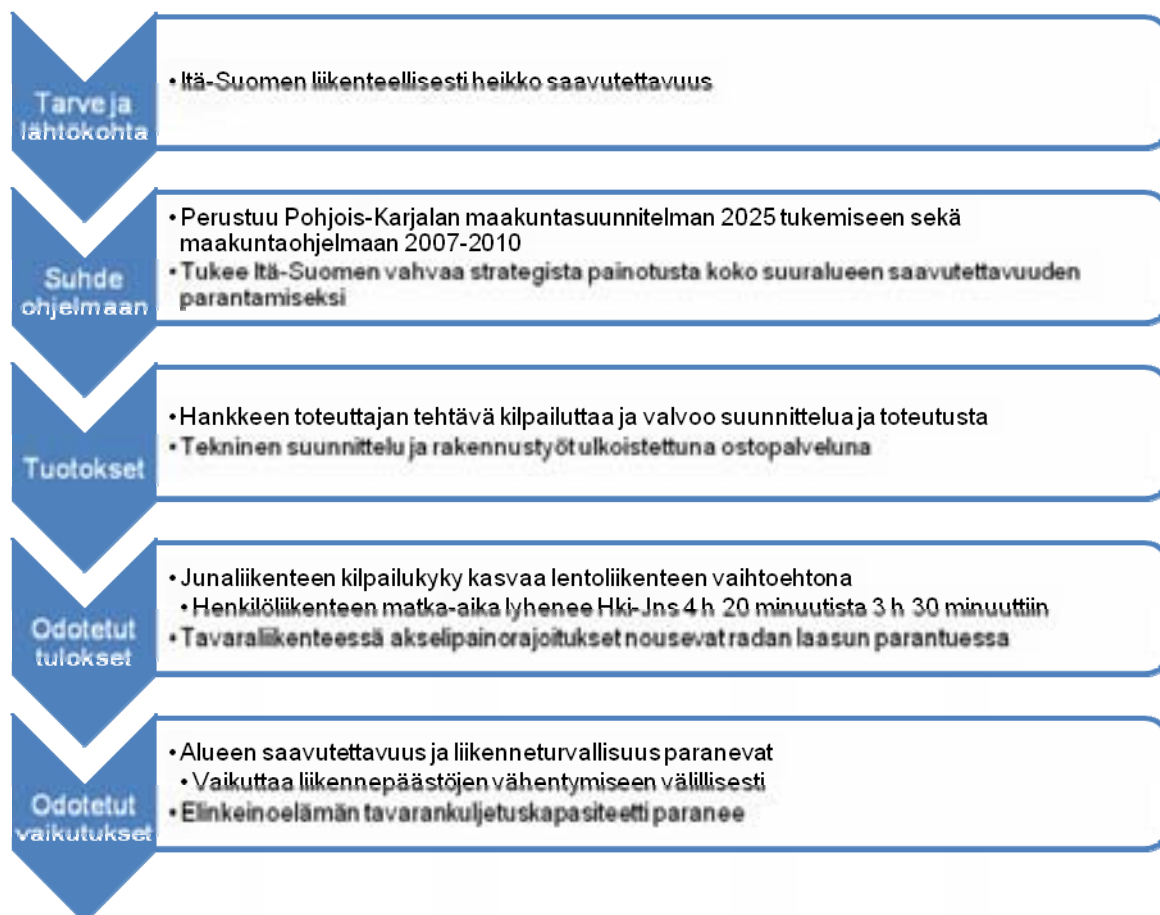 Tarve ja
lähtökohta
• Itä-Suomen liikenteellisesti heikko saavutettavuus
Suhde
ohjelmaan
• Perustuu Pohjois-Karjalan maakuntasuunnitelman 2025 tukemiseen sekä
maakuntaohjelmaan 2007-2010
• Tukee Itä-Suomen vahvaa strategista painotusta koko suuralueen saavutettavuuden
parantamiseksi
Tuotokset
• Hankkeen toteuttajan tehtävä kilpailuttaa ja valvoo suunnittelua ja toteutusta
• Tekninen suunnittelu ja rakennustyöt ulkoistettuna ostopalveluna
Odotetut
tulokset
• Junaliikenteen kilpailukyky kasvaa lentoliikenteen vaihtoehtona
• Henkilöliikenteen matka-aika lyhenee Hki-Jns 4 h 20 minuutista 3 h 30 minuuttiin
• Tavaraliikenteessä akselipainorajoitukset nousevat radan laasun parantuessa
Odotetut
vaikutukset
• Alueen saavutettavuus ja liikenneturvallisuus paranevat
• Vaikuttaa liikennepäästöjen vähentymiseen välillisesti
• Elinkeinoelämän tavarankuljetuskapasiteetti paranee